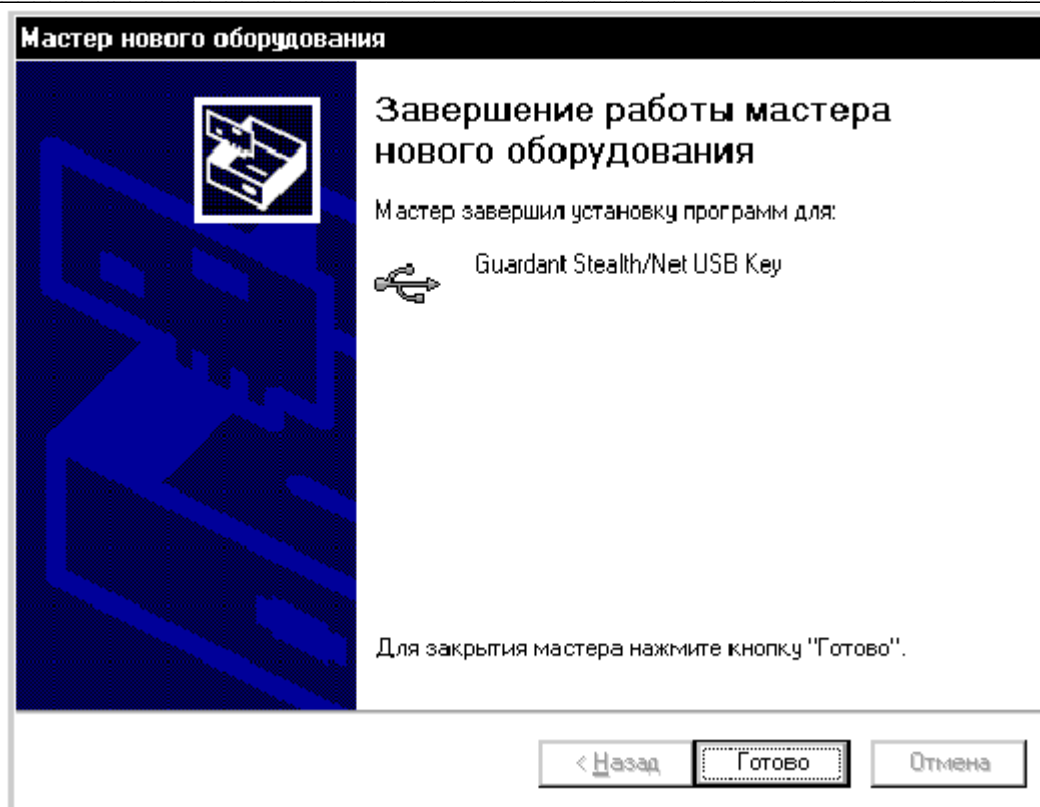 Мастер нового оборудования
Завершение работы мастера
нового оборудования
Мастер завершил установку программ для:
Guardant Stealth/Net USB Key
Для закрытия мастера нажмите кнопку "Готово".
< Назад
Готово
Отмена